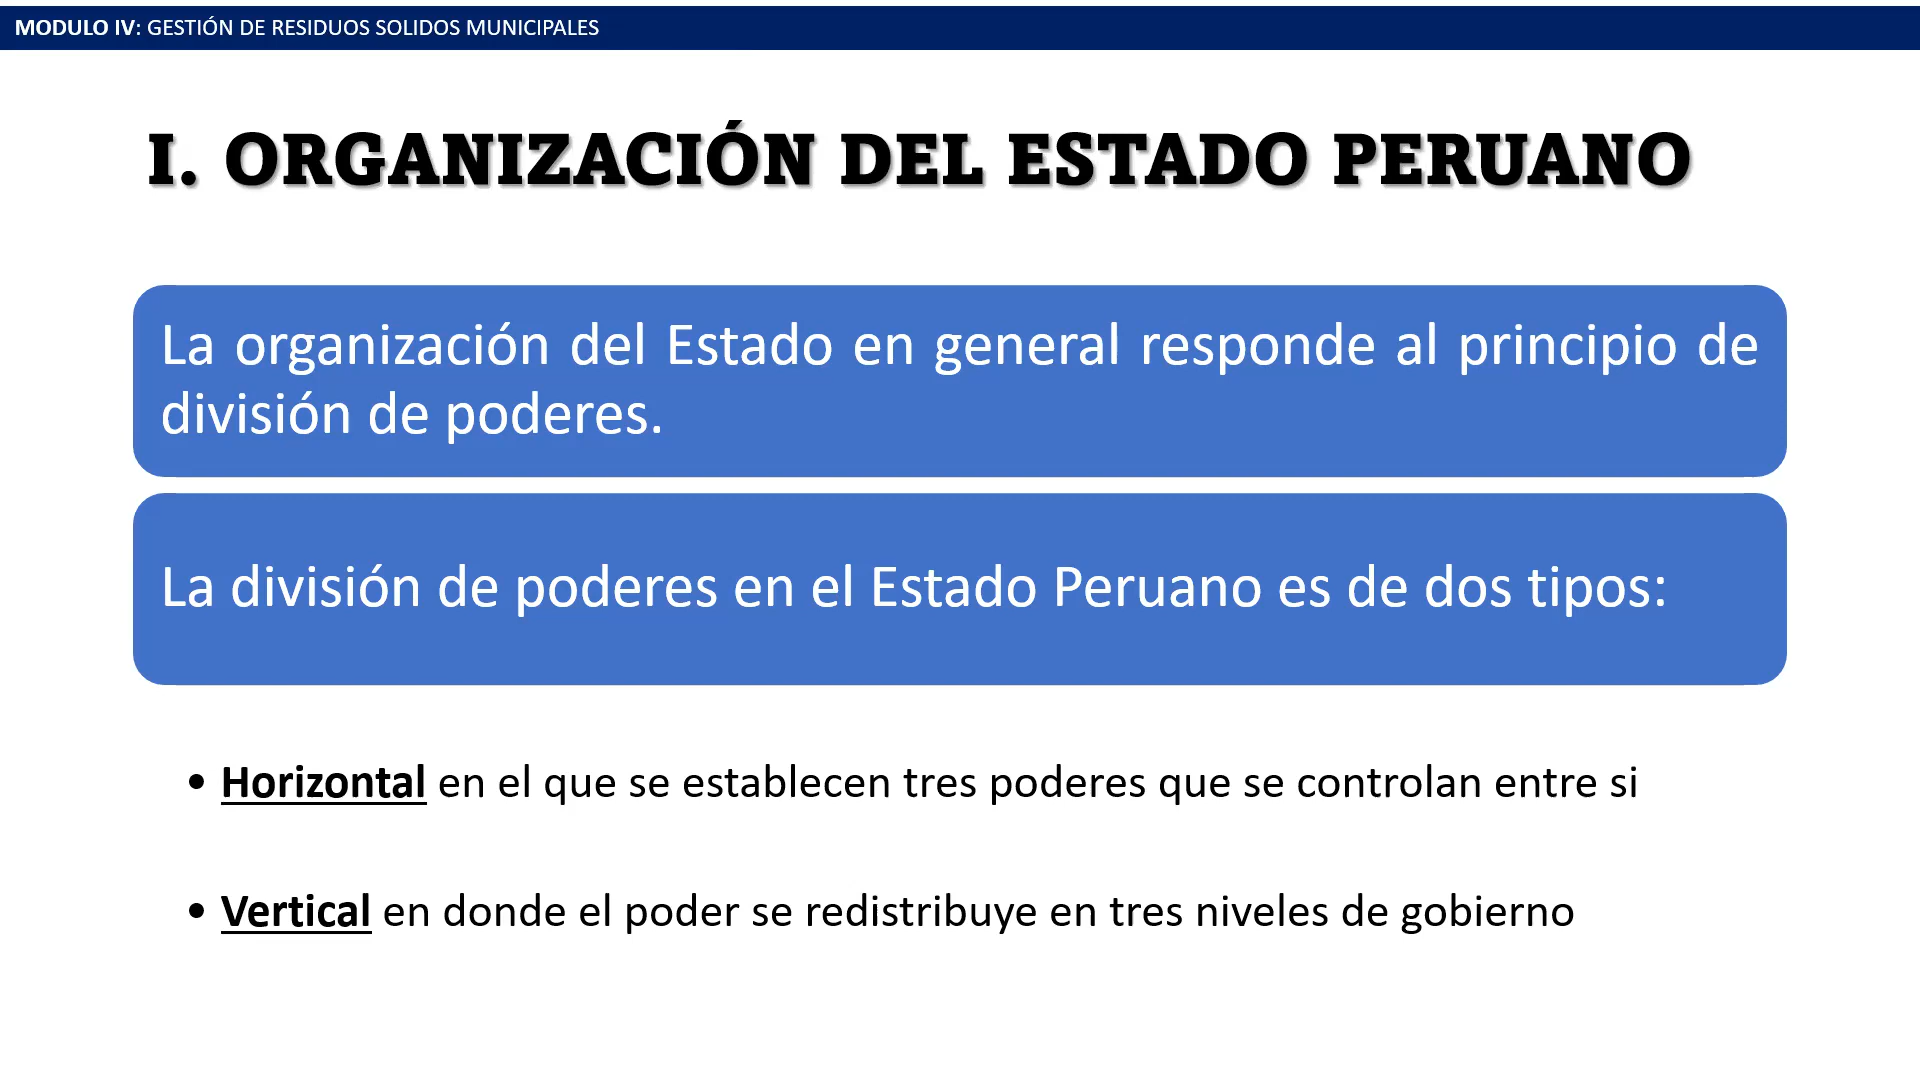 MODULO IV: GESTIÓN DE RESIDUOS SOLIDOS MUNICIPALES
I. ORGANIZACIÓN DEL ESTADO PERUANO
La organización del Estado en general responde al principio de
división de poderes.
La división de poderes en el Estado Peruano es de dos tipos:
• Horizontal en el que se establecen tres poderes que se controlan entre si
• Vertical en donde el poder se redistribuye en tres niveles de gobierno